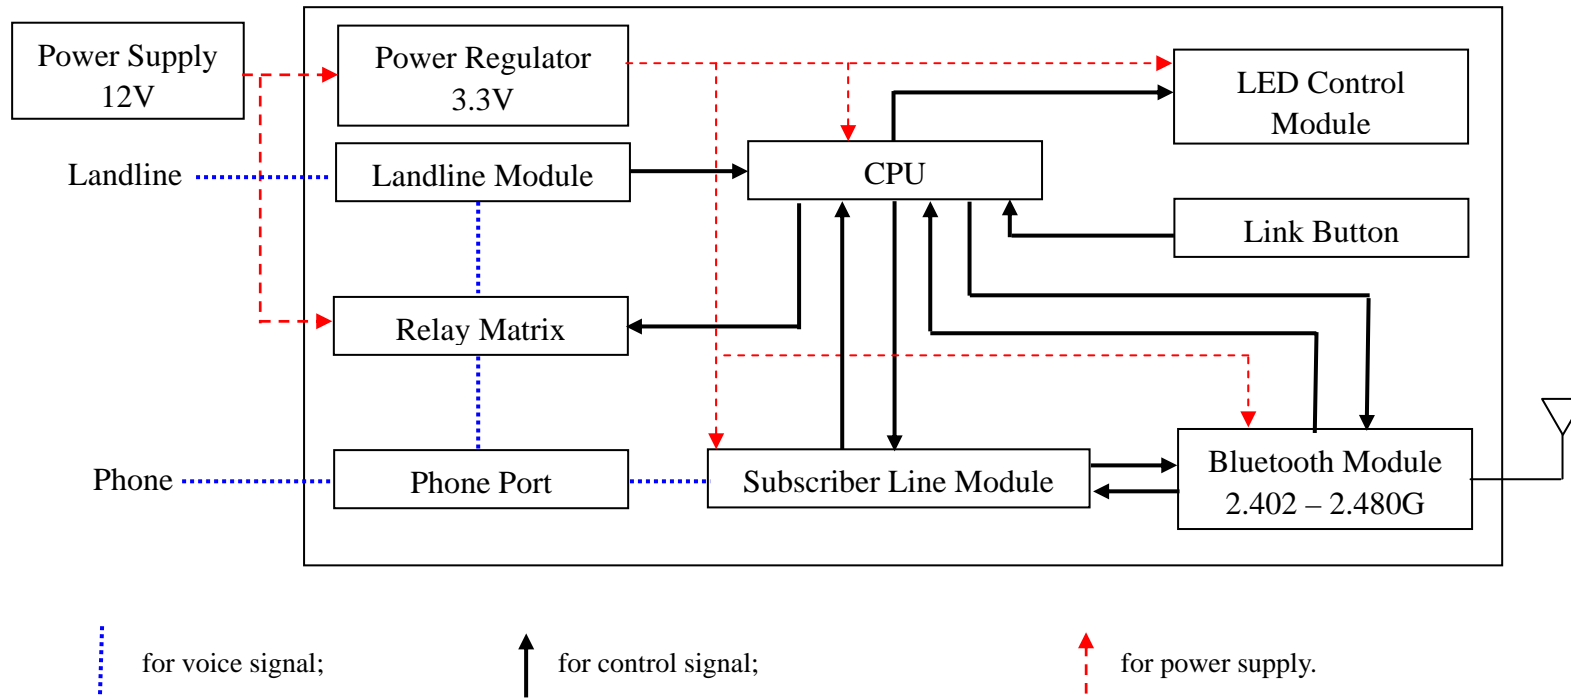 Power Supply
12V
Power Regulator
3.3V
LED Control
Module
Landline
Landline Module
CPU
Link Button
Relay Matrix
Phone
Phone Port
Subscriber Line Module
Bluetooth Module
2.402 – 2.480G
for voice signal;
for control signal;
for power supply.